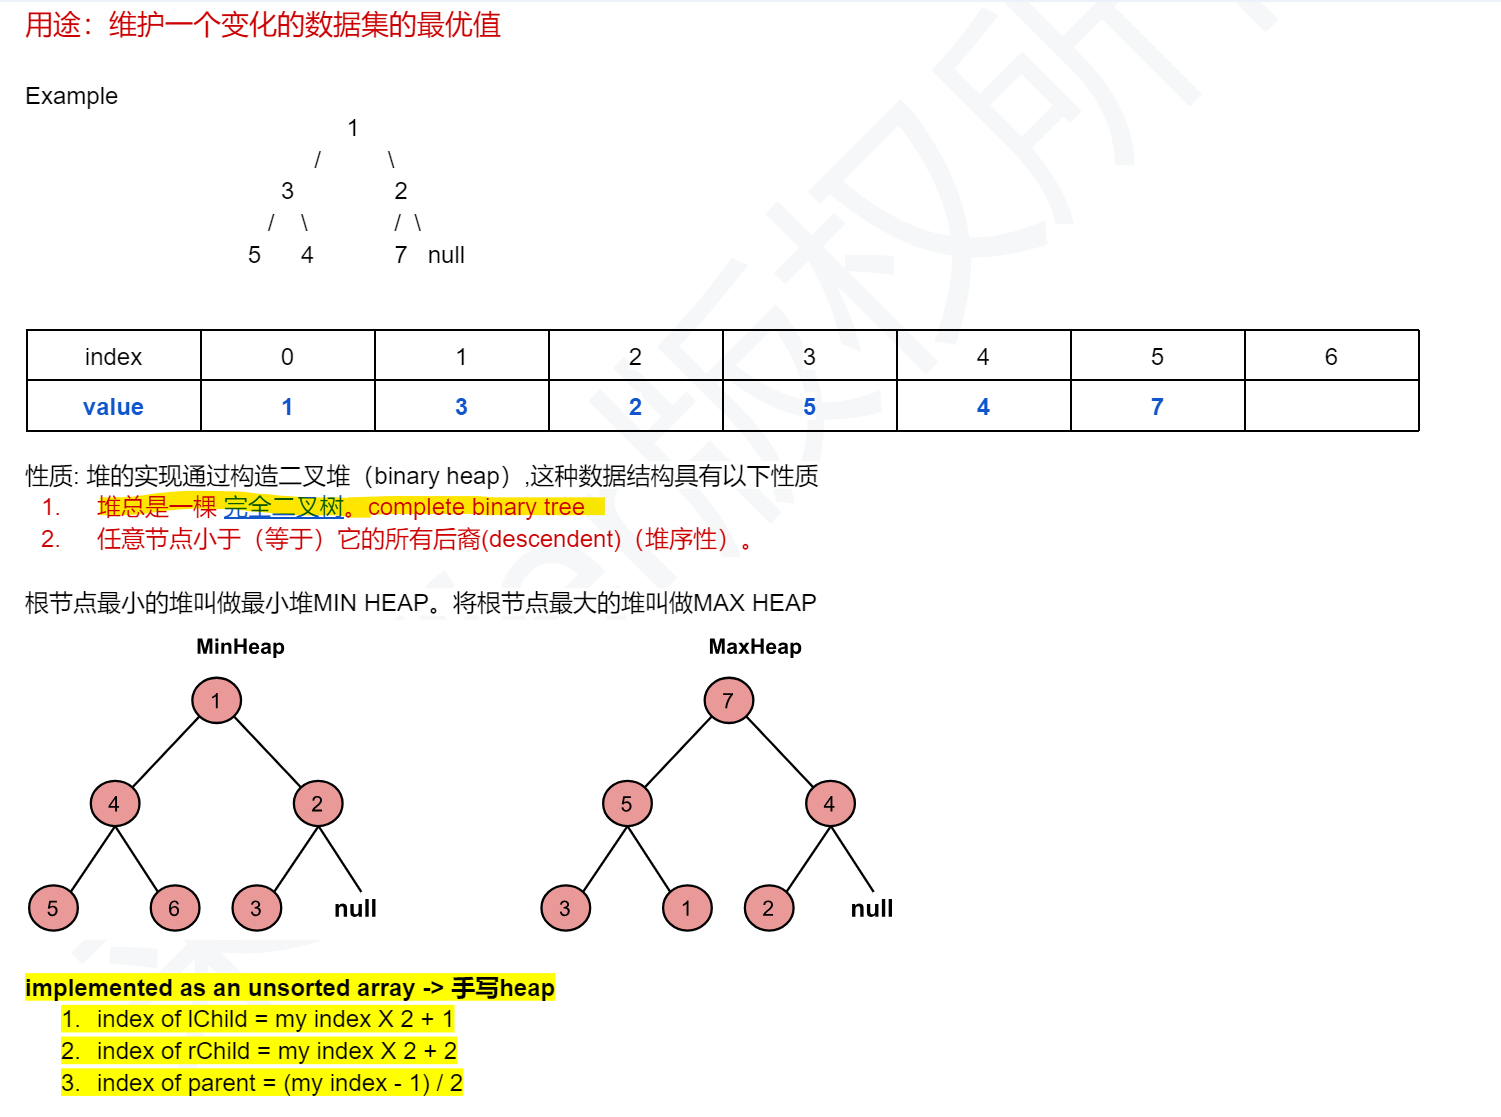 用途：维护一个变化的数据集的最优值
Example
1
/ \
3 2
/ \ / \
5 4 7 null
index 0 1 2 3 4 5 6
value 1 3 2 5 4 7
性质: 堆的实现通过构造二叉堆（binary heap）,这种数据结构具有以下性质
1. 堆总是一棵 完全二叉树。complete binary tree
2. 任意节点小于（等于）它的所有后裔(descendent)（堆序性）。
根节点最小的堆叫做最小堆MIN HEAP。将根节点最大的堆叫做MAX HEAP
MinHeap MaxHeap
1 7
4 2 5 4
5 6 3 null 3 1 2 null
implemented as an unsorted array -> 手写heap
1. index of lChild = my index X 2 + 1
2. index of rChild = my index X 2 + 2
3. index of parent = (my index - 1) / 2